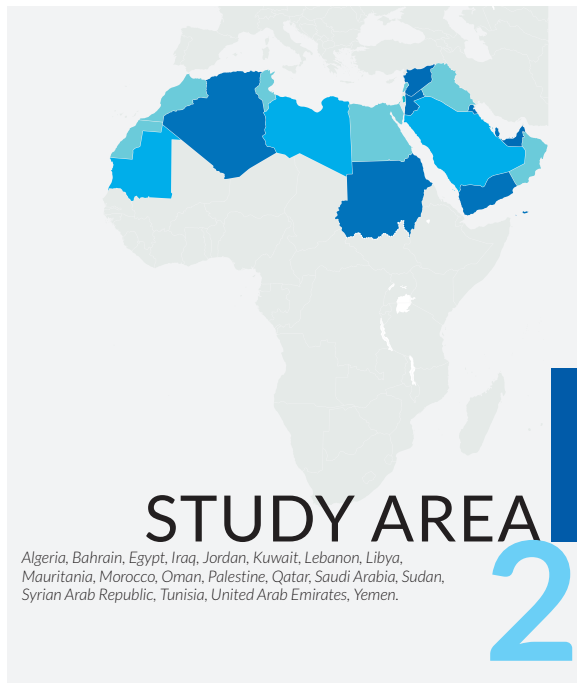 STUDY AREA
Algeria, Bahrain, Egypt, Iraq, Jordan, Kuwait, Lebanon, Libya,
Mauritania, Morocco, Oman, Palestine, Qatar, Saudi Arabia, Sudan,
Syrian Arab Republic, Tunisia, United Arab Emirates, Yemen.
2